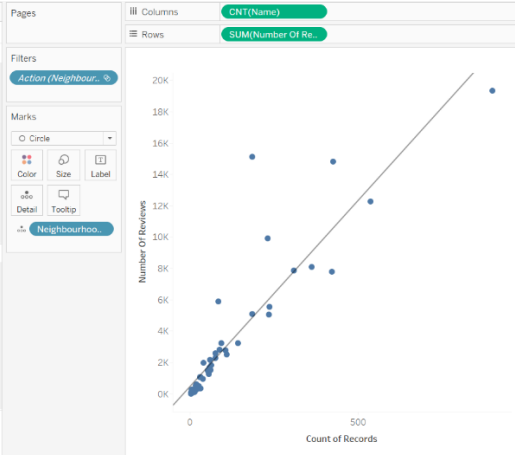 Pages
Columns
CNT(Name)
Rows
SUM(Number Of Re..
Filters
Action (Neighbour..
Marks
Circle
Color
Size
Label
Detail
Tooltip
Neighbourhoo..
20K
18K
16K
14K
12K
10K
8K
6K
4K
2K
0K
Number Of Reviews
0
500
Count of Records